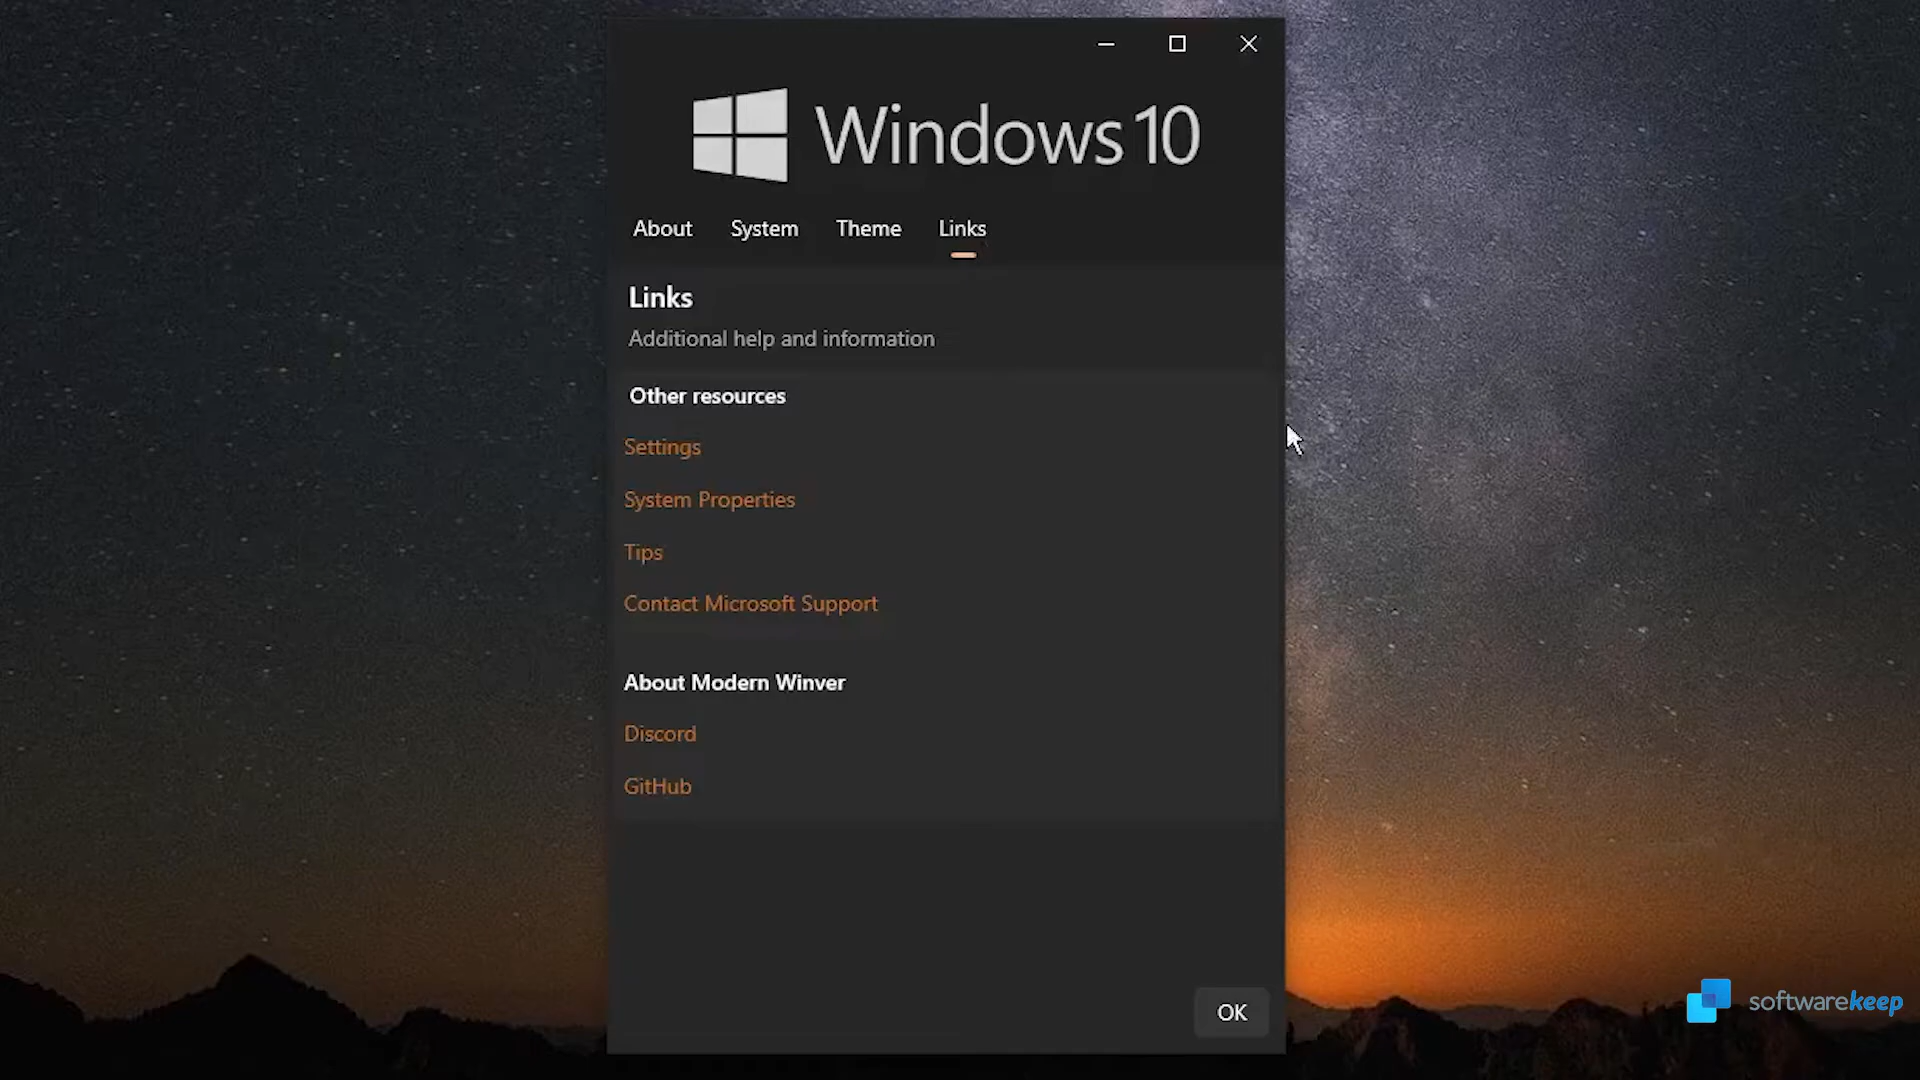 Windows 10
About System Theme Links
Links
Additional help and information
Other resources
Settings
System Properties
Tips
Contact Microsoft Support
About Modern Winver
Discord
GitHub
OK
softwarekeep